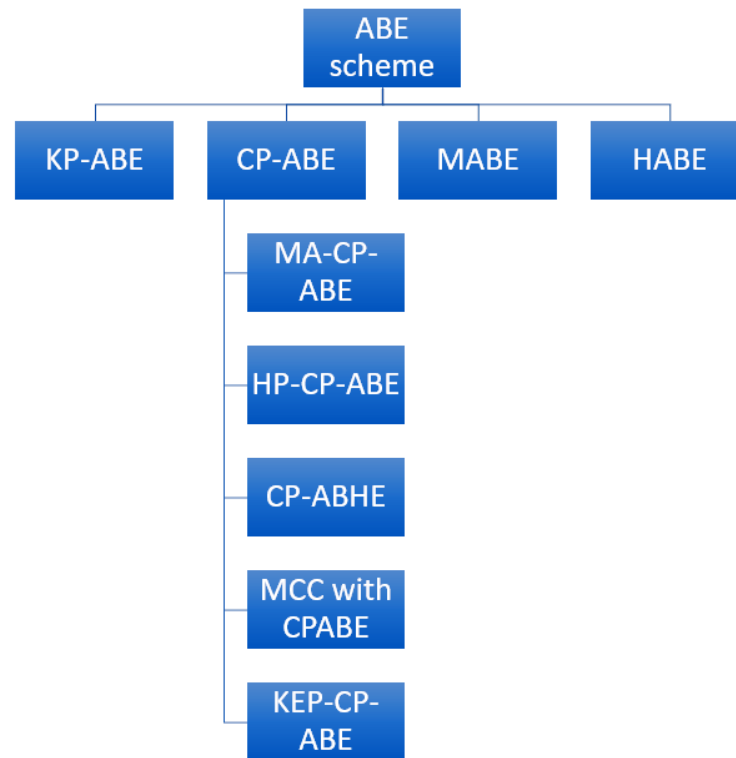 ABE
scheme
KP-ABE
CP-ABE
MABE
HABE
MA-CP-
ABE
HP-CP-ABE
CP-ABHE
MCC with
CPABE
KEP-CP-
ABE